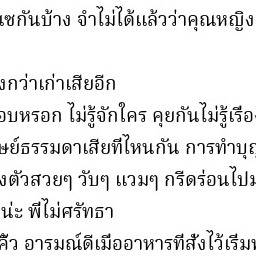 นซกันบ้าง จำไม่ได้แล้วว่าคุณหญิง
งกว่าเก่าเสียอีก
อบหรอก ไม่รู้จักใคร คุยกันไม่รู้เรื่อง
ษย์ธรรมดาเสียที่ไหนกัน การทำบุญ
งตัวสวยๆ วับๆ แวมๆ กรีดร่อนไปม
น่ะ พี่ไม่ศรัทธา
คิ้ว อารมณ์ดีเมื่ออาหารที่สั่งไว้เริ่มท